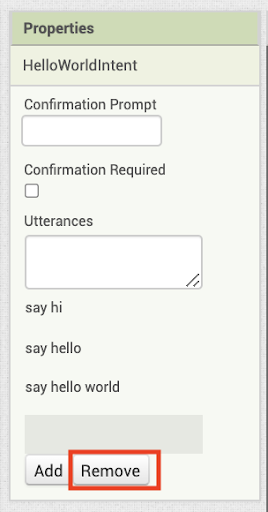 Properties
HelloWorldIntent
Confirmation Prompt
Confirmation Required
Utterances
say hi
say hello
say hello world
Add Remove